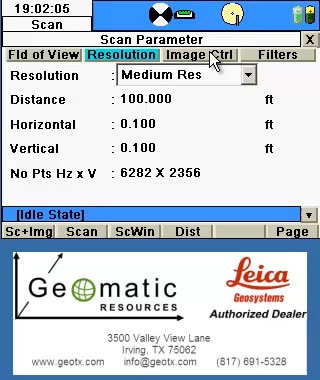 19:02:05
Scan
Scan Parameter X
Fld of View Resolution Image Ctrl Filters
Resolution : Medium Res
Distance : 100.000 ft
Horizontal : 0.100 ft
Vertical : 0.100 ft
No Pts Hz x V : 6282 X 2356
[Idle State]
Sc+Img Scan ScWin Dist Page
Geomatic
RESOURCES
Leica
Geosystems
Authorized Dealer
3500 Valley View Lane
Irving, TX 75062
www.geotx.com info@geotx.com (817) 691-5328